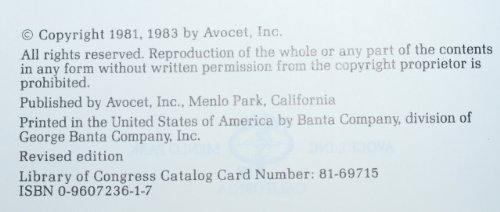 © Copyright 1981, 1983 by Avocet, Inc.
All rights reserved. Reproduction of the whole or any part of the contents
in any form without written permission from the copyright proprietor is
prohibited.
Published by Avocet, Inc., Menlo Park, California
Printed in the United States of America by Banta Company, division of
George Banta Company, Inc.
Revised edition
Library of Congress Catalog Card Number: 81-69715
ISBN 0-9607236-1-7